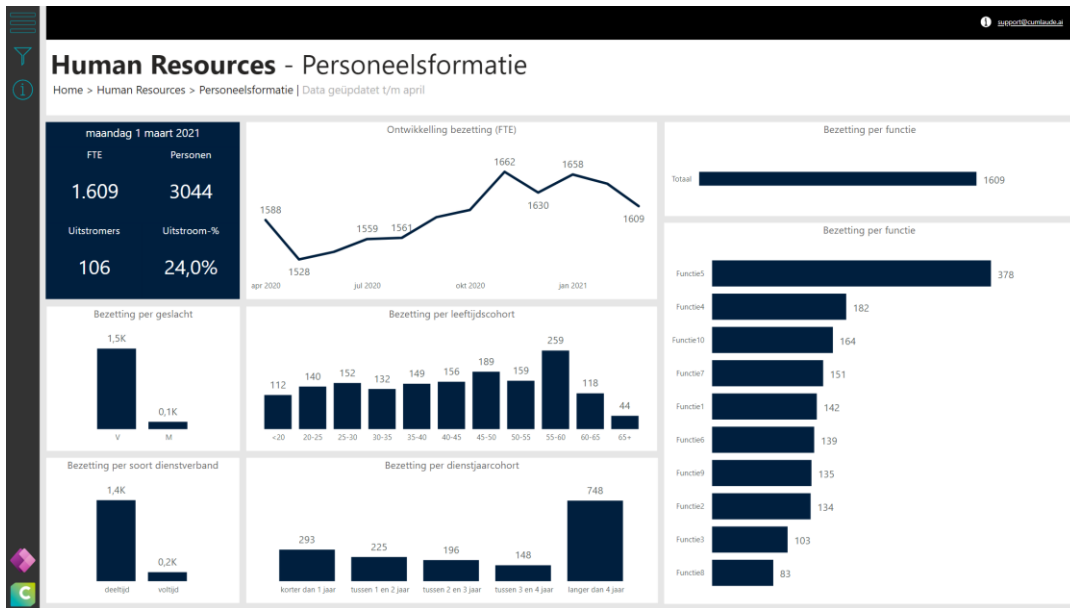 support@cumlaude.ai
Human Resources - Personeelsformatie
Home > Human Resources > Personeelsformatie | Data geüpdatet t/m april
maandag 1 maart 2021
FTE Personen
1.609 3044
Uitstromers Uitstroom-%
106 24,0%
Ontwikkeling bezetting (FTE)
1588
1528
1559
1561
1662
1630
1658
1609
apr 2020 jul 2020 okt 2020 jan 2021
Bezetting per functie
Totaal 1609
Bezetting per geslacht
1,5K
0,1K
V M
Bezetting per leeftijdscohort
112 140 152 132 149 156 189 159 259 118 44
<20 20-25 25-30 30-35 35-40 40-45 45-50 50-55 55-60 60-65 65+
Bezetting per functie
Functie5 378
Functie4 182
Functie10 164
Functie7 151
Functie1 142
Functie6 139
Functie9 135
Functie2 134
Functie3 103
Functie8 83
Bezetting per soort dienstverband
1,4K
0,2K
deeltijd voltijd
Bezetting per dienstjaarcohort
293 225 196 148 748
korter dan 1 jaar tussen 1 en 2 jaar tussen 2 en 3 jaar tussen 3 en 4 jaar langer dan 4 jaar
C